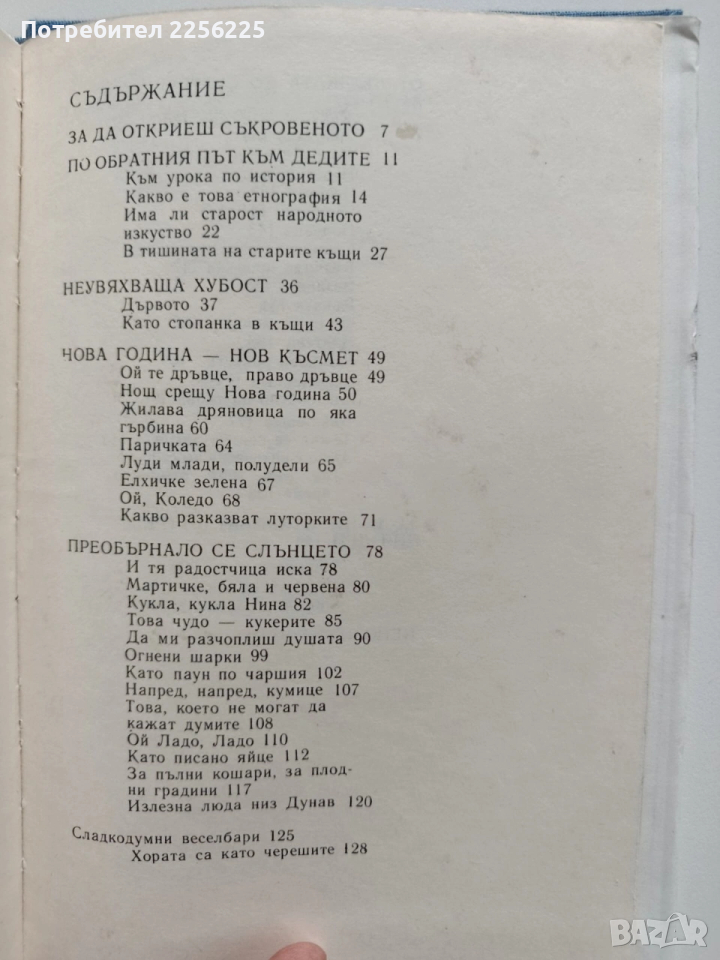 Потребител 2256225
СЪДЪРЖАНИЕ
ЗА ДА ОТКРИЕШ СЪКРОВЕНОТО 7
ПО ОБРАТНИЯ ПЪТ КЪМ ДЕДИТЕ 11
Към урока по история 11
Какво е това етнография 14
Има ли старост народното
изкуство 22
В тишината на старите къщи 27
НЕУВЯХВАЩА ХУБОСТ 36
Дървото 37
Като стопанка в къщи 43
НОВА ГОДИНА — НОВ КЪСМЕТ 49
Ой те дръвце, право дръвце 49
Нощ срещу Нова година 50
Жилава дряновица по яка
гърбина 60
Паричката 64
Луди млади, полудели 65
Елхичке зелена 67
Ой, Коледо 68
Какво разказват луторките 71
ПРЕОБЪРНАЛО СЕ СЛЪНЦЕТО 78
И тя радостчица иска 78
Мартичке, бяла и червена 80
Кукла, кукла Нина 82
Това чудо — кукерите 85
Да ми разчоплиш душата 90
Огнени шарки 99
Като паун по чаршия 102
Напред, напред, кумице 107
Това, което не могат да
кажат думите 108
Ой Ладо, Ладо 110
Като писано яйце 112
За пълни кошари, за плод-
ни градини 117
Излезна люда низ Дунав 120
Сладкодумни веселбари 125
Хората са като черешите 128
BAZAR